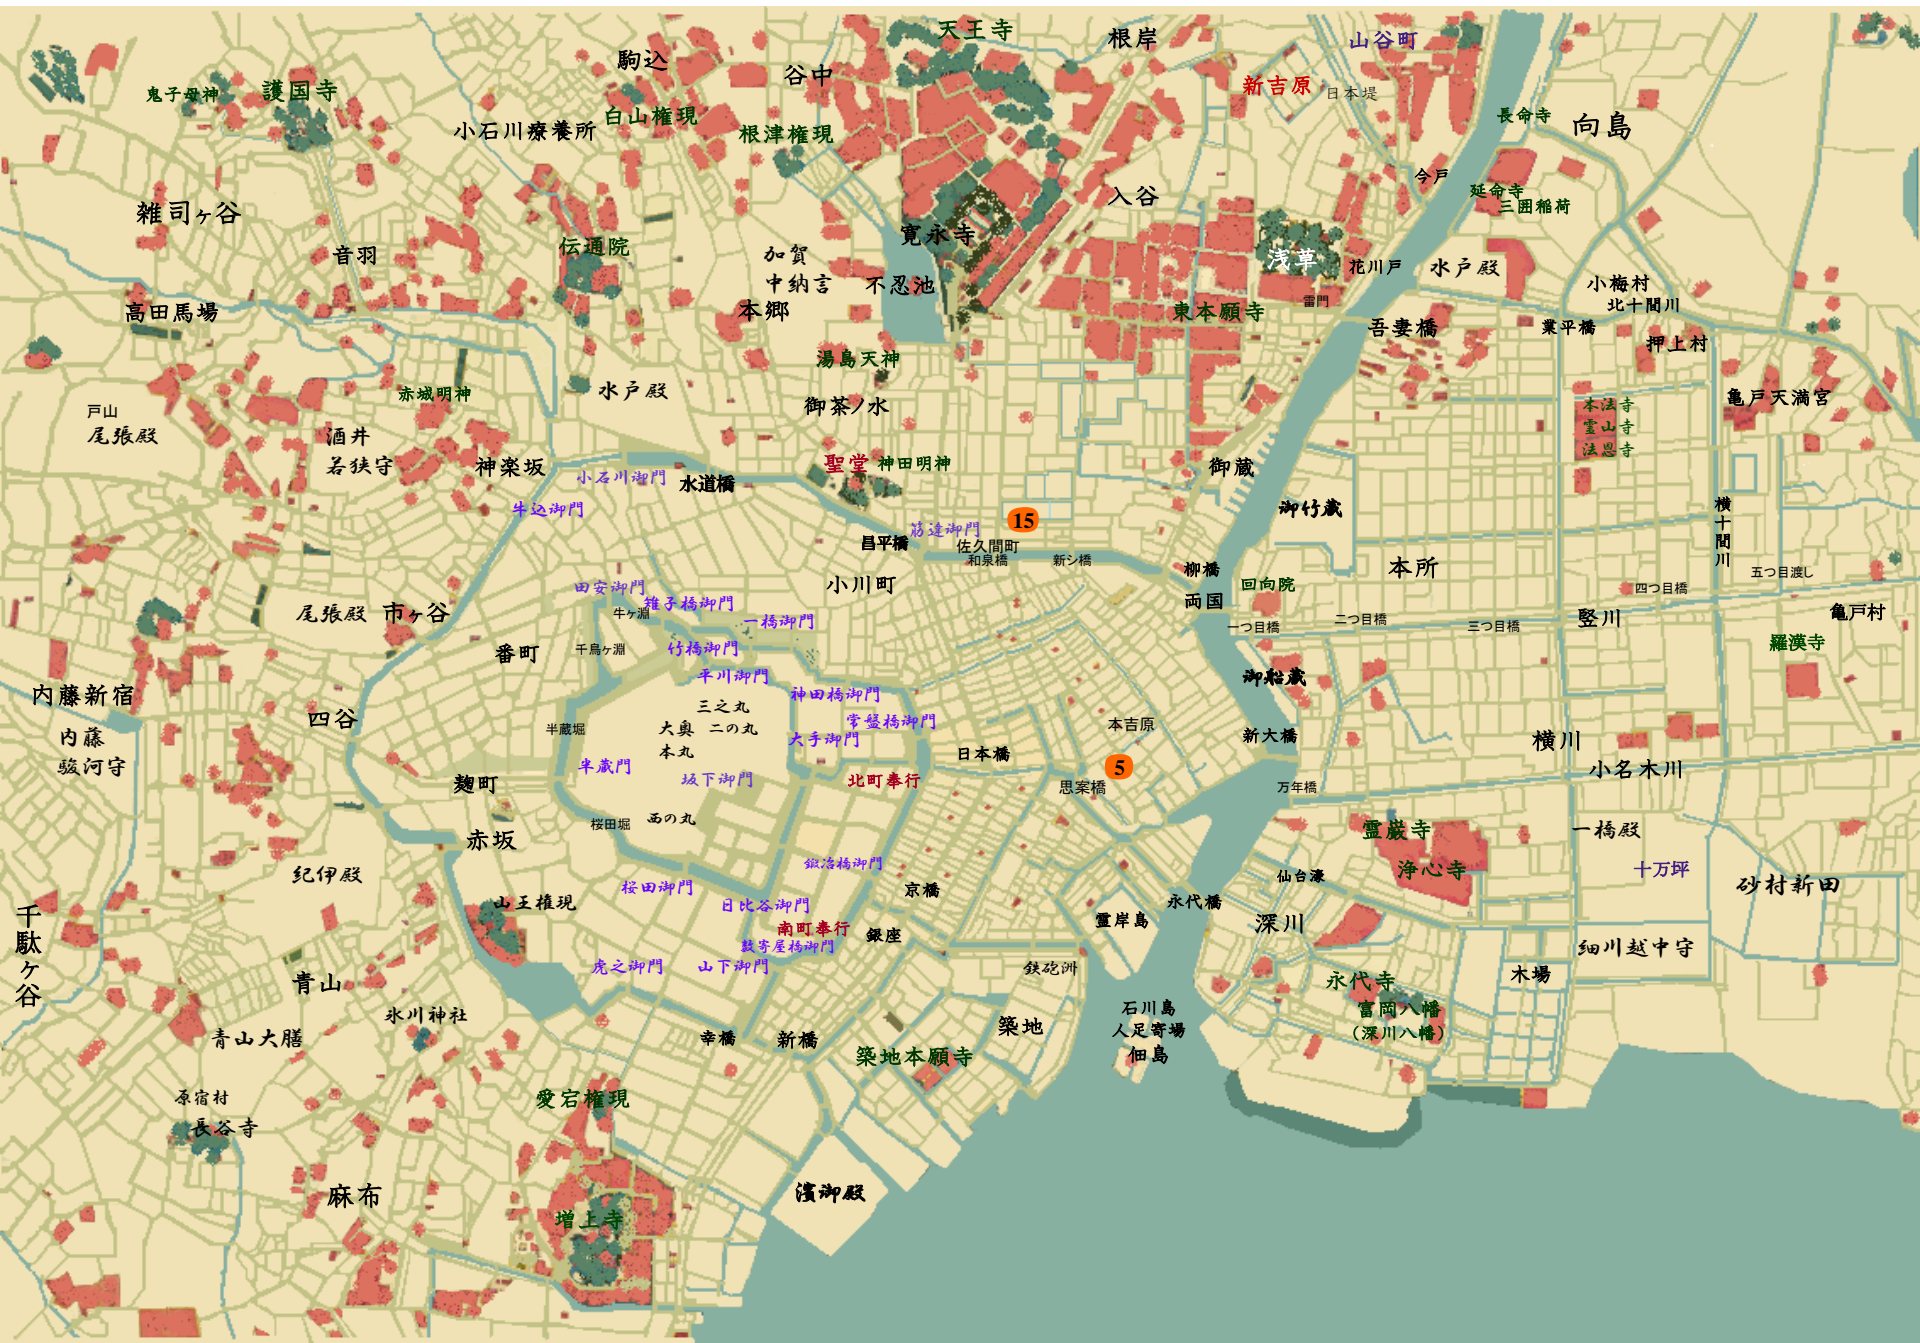 天王寺
根岸
山谷町
駒込
谷中
新吉原
日本堤
鬼子母神
護国寺
白山権現
小石川療養所
根津権現
長命寺
向島
今戸
入谷
延命寺
三囲稲荷
雑司ヶ谷
音羽
伝通院
加賀
中納言
寛永寺
不忍池
浅草
花川戸
水戸殿
小梅村
北十間川
高田馬場
本郷
東本願寺
雷門
吾妻橋
業平橋
押上村
湯島天神
赤城明神
水戸殿
御茶ノ水
戸山
尾張殿
酒井
若狭守
本法寺
霊山寺
法恩寺
亀戸天満宮
神楽坂
小石川御門
水道橋
聖堂
神田明神
御蔵
牛込御門
御竹蔵
横十間川
15
筋違御門
昌平橋
佐久間町
和泉橋
新シ橋
柳橋
本所
小川町
田安御門
雉子橋御門
牛ヶ淵
一橋御門
回向院
両国
四つ目橋
五つ目渡し
尾張殿
市ヶ谷
一つ目橋
二つ目橋
三つ目橋
竪川
亀戸村
番町
千鳥ヶ淵
竹橋御門
羅漢寺
平川御門
御船蔵
内藤新宿
神田橋御門
三之丸
四谷
半蔵堀
大奥
二の丸
常盤橋御門
本吉原
内藤
駿河守
本丸
大手御門
日本橋
新大橋
横川
半蔵門
坂下御門
北町奉行
5
思案橋
万年橋
小名木川
麹町
桜田堀
西の丸
赤坂
霊巌寺
一橋殿
鍛冶橋御門
浄心寺
十万坪
砂村新田
紀伊殿
桜田御門
京橋
仙台濠
山王権現
日比谷御門
永代橋
霊岸島
深川
千駄ヶ谷
南町奉行
銀座
数寄屋橋御門
細川越中守
虎之御門
山下御門
鉄砲洲
木場
青山
永代寺
石川島
人足寄場
佃島
富岡八幡
（深川八幡）
氷川神社
青山大膳
幸橋
新橋
築地
築地本願寺
原宿村
長谷寺
愛宕権現
麻布
濱御殿
増上寺